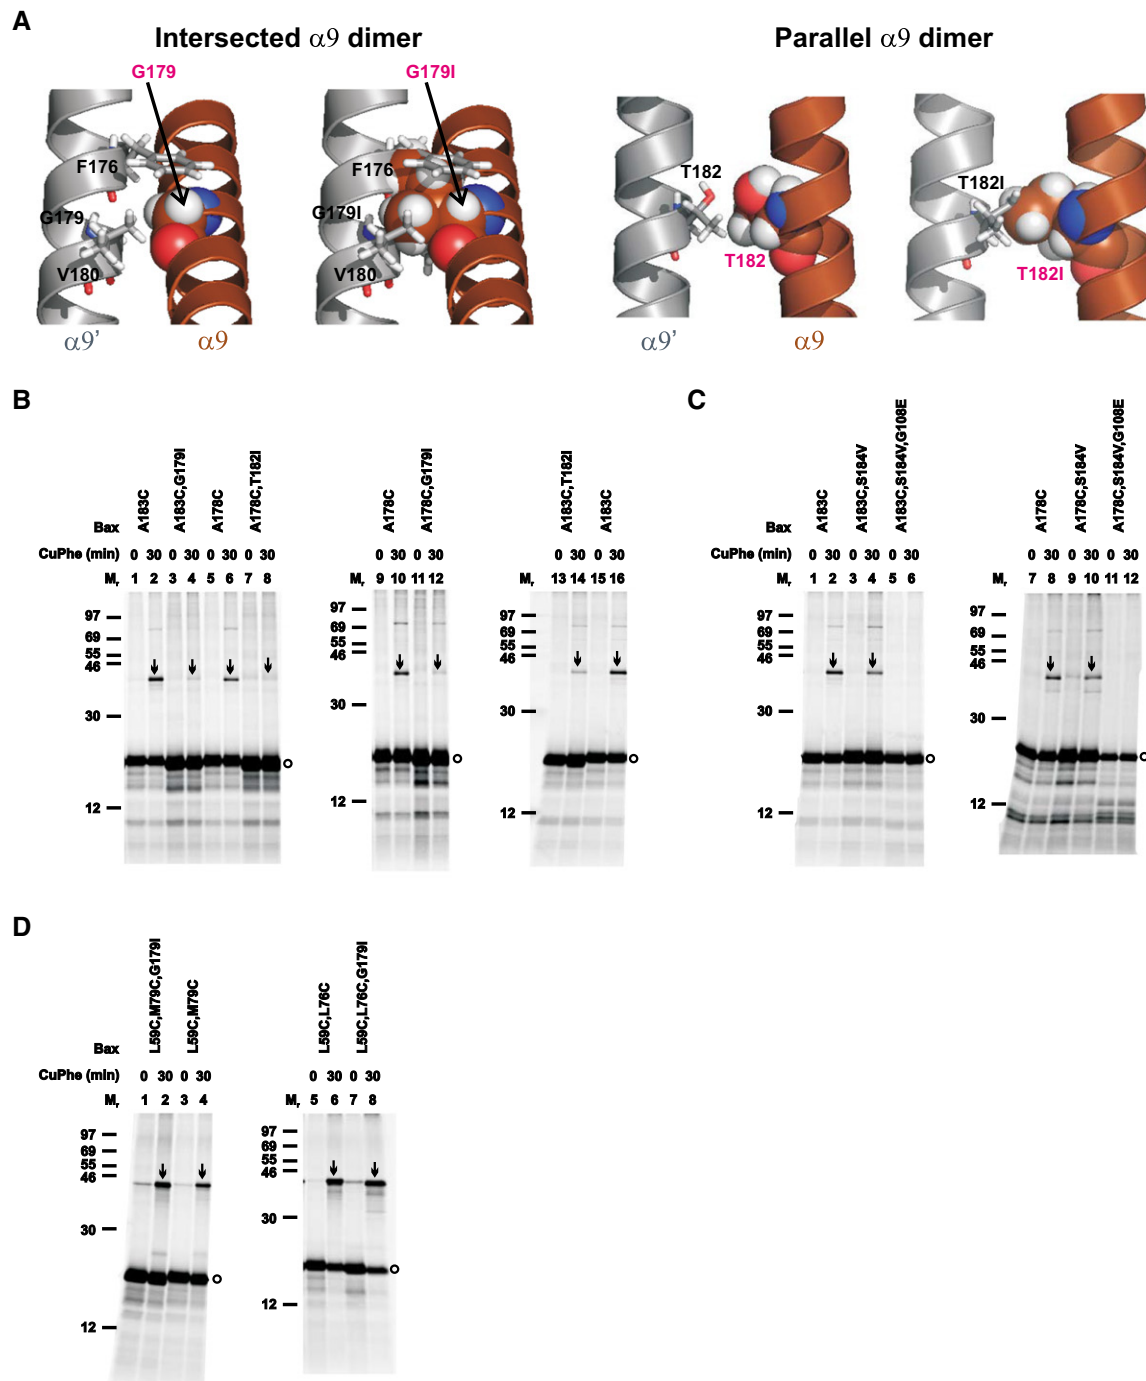 A
Intersected α9 dimer
Parallel α9 dimer
G179
G179I
F176
G179
V180
F176
G179I
V180
T182
T182
T182I
T182I
α9’
α9
α9’
α9
B
Bax
A183C
A183C,G179I
A178C
A178C,T182I
A178C
A178C,G179I
A183C,T182I
A183C
CuPhe (min)
0 30 0 30 0 30 0 30
0 30 0 30
0 30 0 30
Mr 1 2 3 4 5 6 7 8
Mr 9 10 11 12
Mr 13 14 15 16
97
69
55
46
30
12
97
69
55
46
30
12
97
69
55
46
30
12
C
Bax
A183C
A183C,S184V
A183C,S184V,G108E
A178C
A178C,S184V
A178C,S184V,G108E
CuPhe (min)
0 30 0 30 0 30
0 30 0 30 0 30
Mr 1 2 3 4 5 6
Mr 7 8 9 10 11 12
97
69
55
46
30
12
97
69
55
46
30
12
D
Bax
L59C,M79C,G179I
L59C,M79C
L59C,L76C
L59C,L76C,G179I
CuPhe (min)
0 30 0 30
0 30 0 30
Mr 1 2 3 4
Mr 5 6 7 8
97
69
55
46
30
12
97
69
55
46
30
12